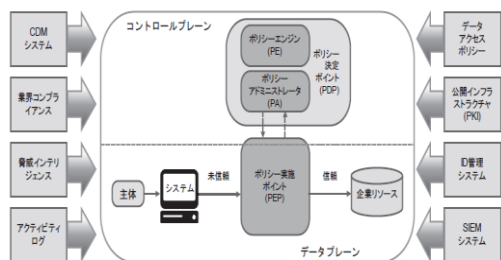 CDM
システム
業界コンプラ
イアンス
脅威インテリ
ジェンス
アクティビティ
ログ
コントロールプレーン
ポリシーエンジン
(PE)
ポリシー
アドミニストレータ
(PA)
ポリシー
決定
ポイント
(PDP)
主体
システム
未信頼
ポリシー実施
ポイント
(PEP)
信頼
企業リソース
データプレーン
データ
アクセス
ポリシー
公開インフラ
ストラクチャ
(PKI)
ID管理
システム
SIEM
システム